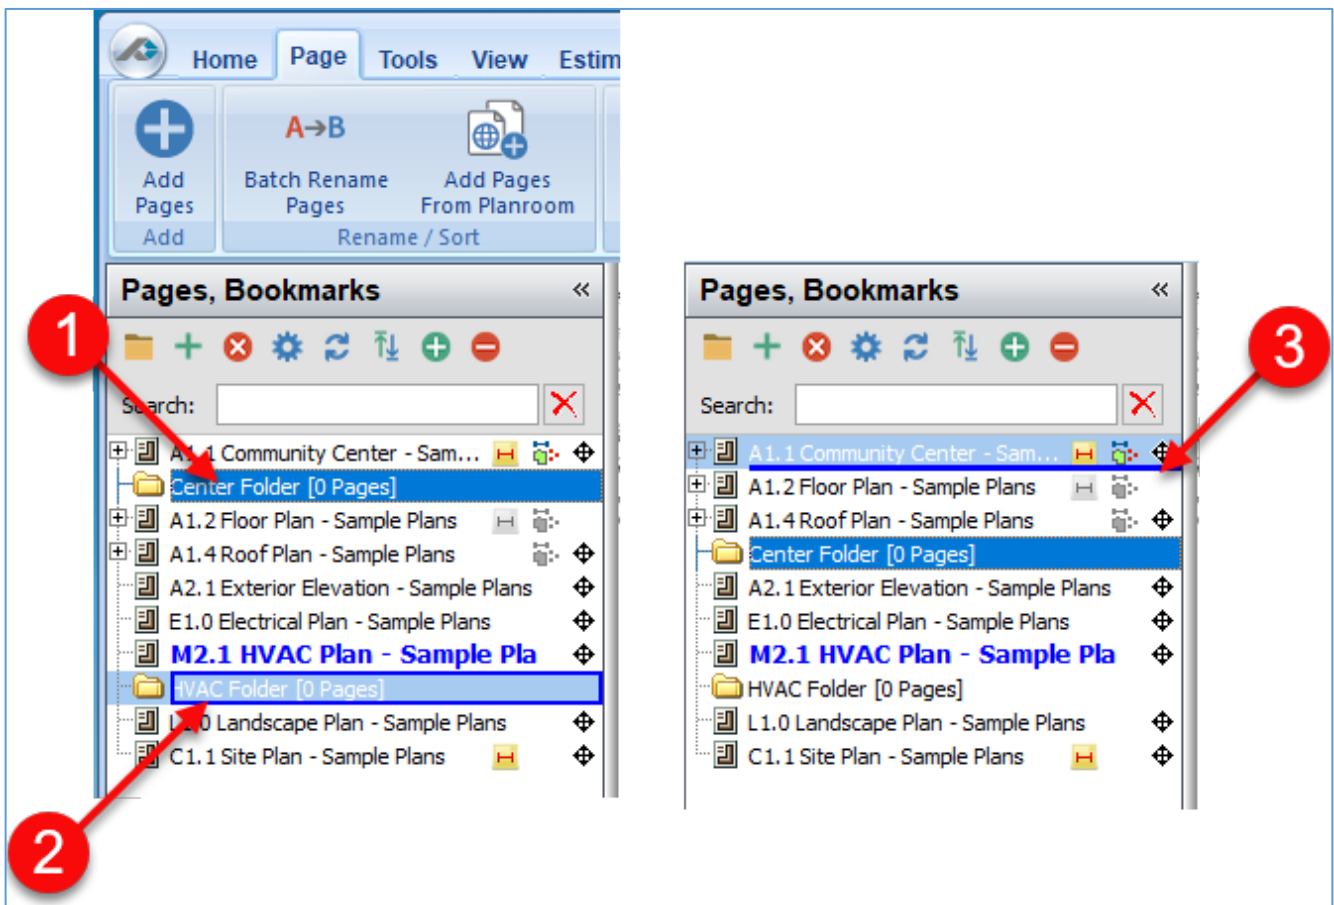 Home Page Tools View Estim
A→B
Add Pages
Batch Rename Pages
Add Pages From Planroom
Add
Rename / Sort
Pages, Bookmarks «
1
Search:
A1.1 Community Center - Sam...
Center Folder [0 Pages]
A1.2 Floor Plan - Sample Plans
A1.4 Roof Plan - Sample Plans
A2.1 Exterior Elevation - Sample Plans
E1.0 Electrical Plan - Sample Plans
M2.1 HVAC Plan - Sample Pla
HVAC Folder [0 Pages]
L1.0 Landscape Plan - Sample Plans
C1.1 Site Plan - Sample Plans
2
Pages, Bookmarks «
3
Search:
A1.1 Community Center - Sam...
A1.2 Floor Plan - Sample Plans
A1.4 Roof Plan - Sample Plans
Center Folder [0 Pages]
A2.1 Exterior Elevation - Sample Plans
E1.0 Electrical Plan - Sample Plans
M2.1 HVAC Plan - Sample Pla
HVAC Folder [0 Pages]
L1.0 Landscape Plan - Sample Plans
C1.1 Site Plan - Sample Plans